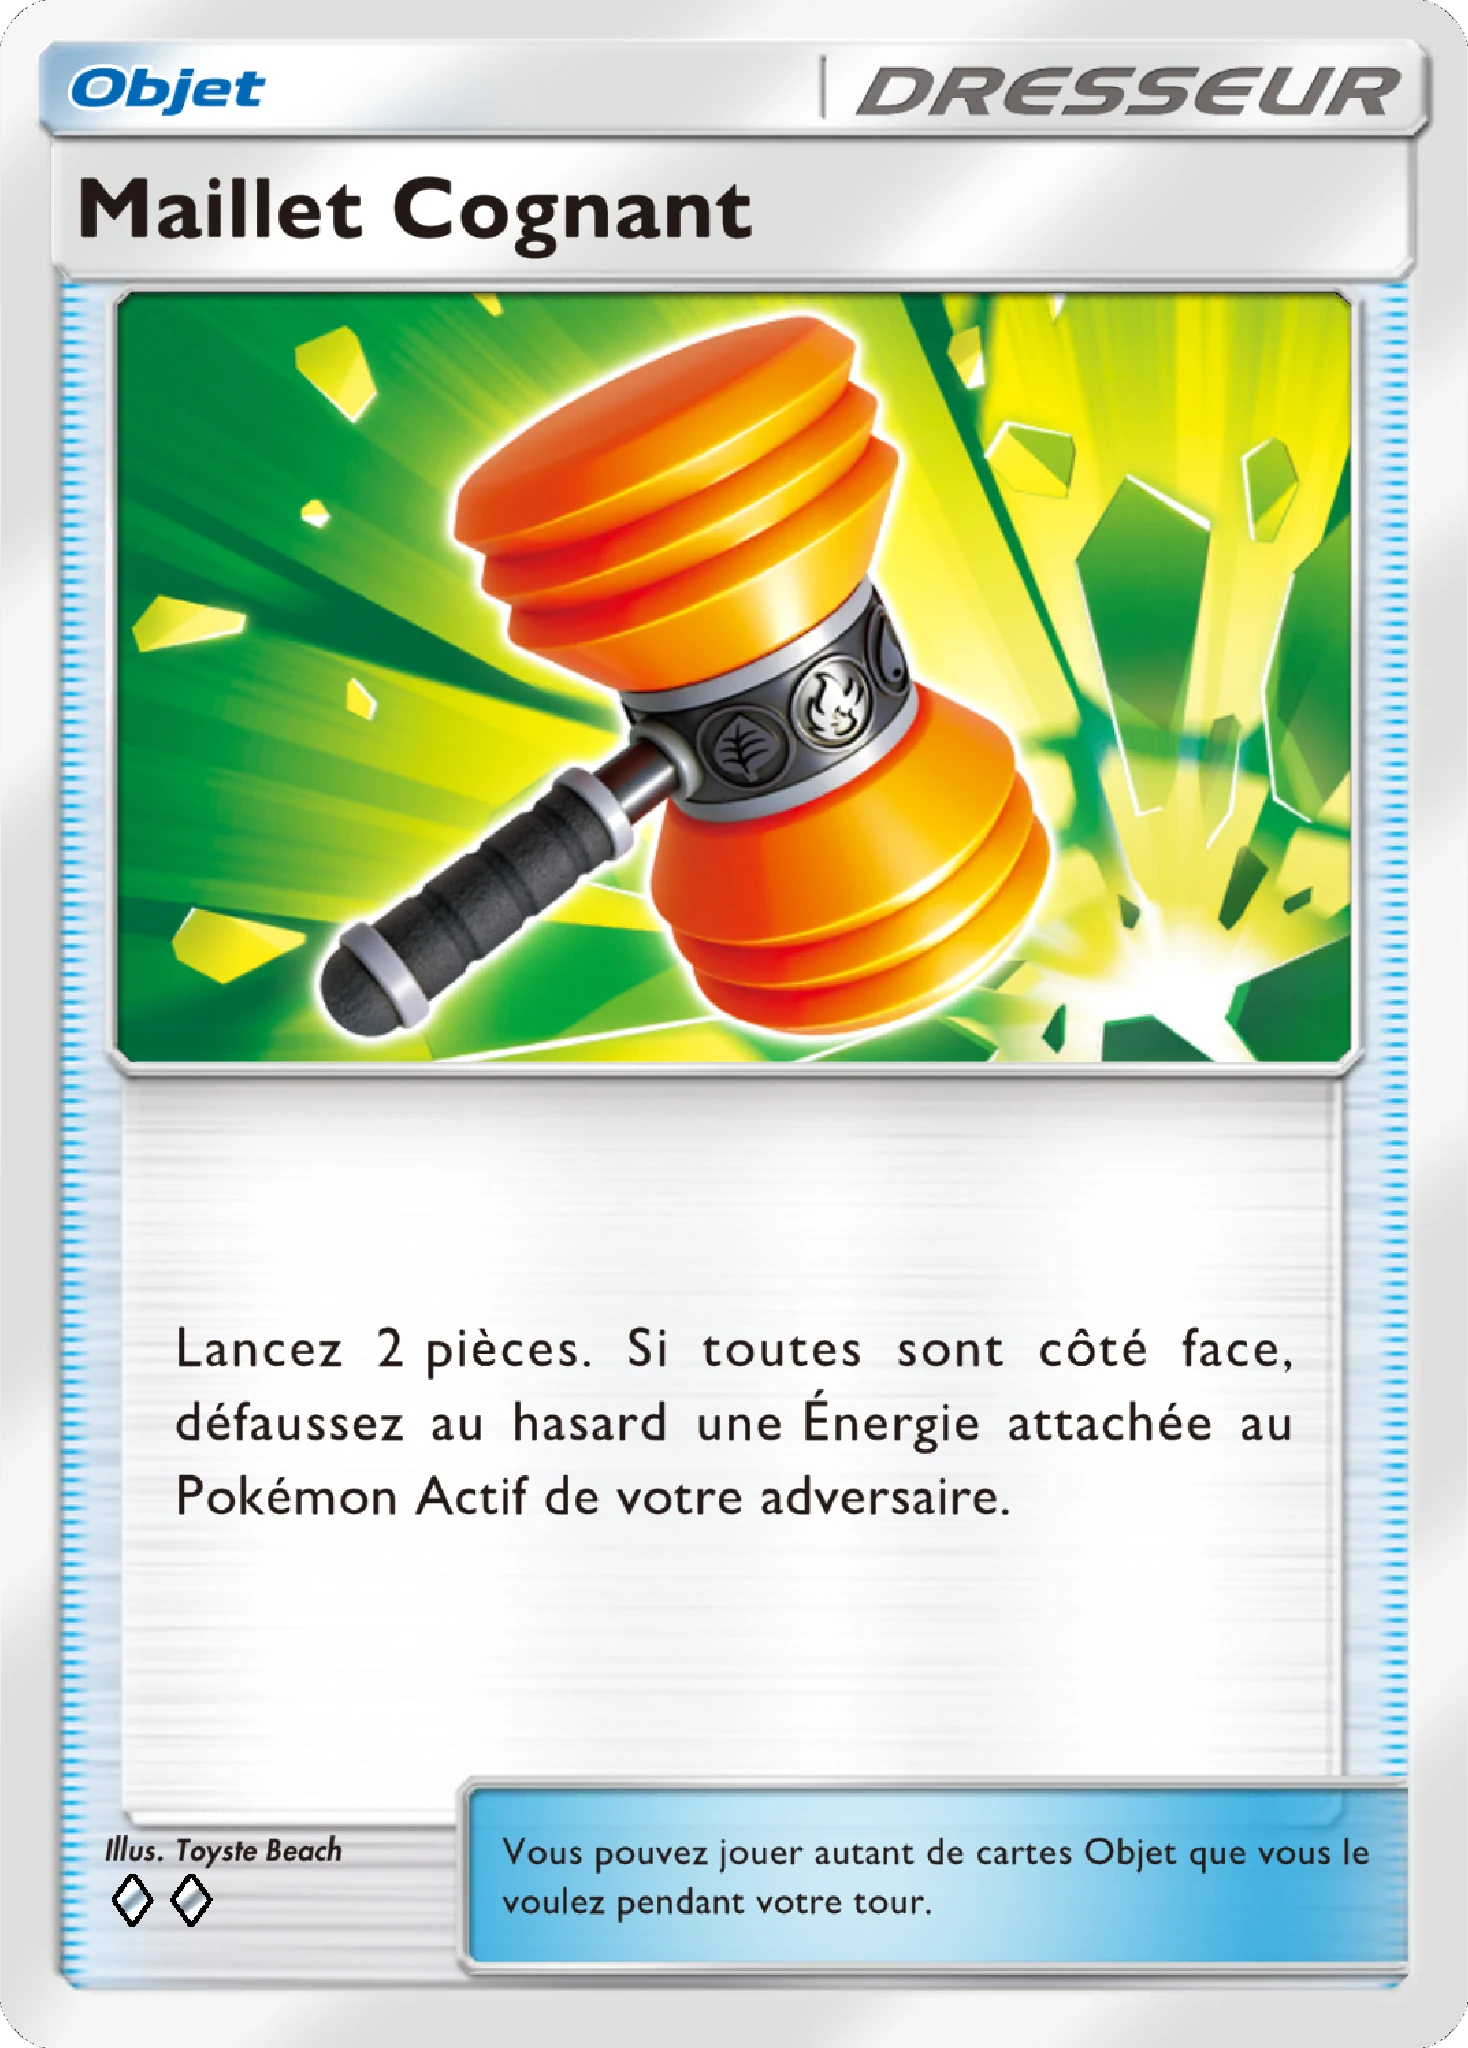 Objet
DRESSEUR
Maillet Cognant
Lancez 2 pièces. Si toutes sont côté face,
défaussez au hasard une Énergie attachée au
Pokémon Actif de votre adversaire.
Illus. Toyste Beach
Vous pouvez jouer autant de cartes Objet que vous le
voulez pendant votre tour.